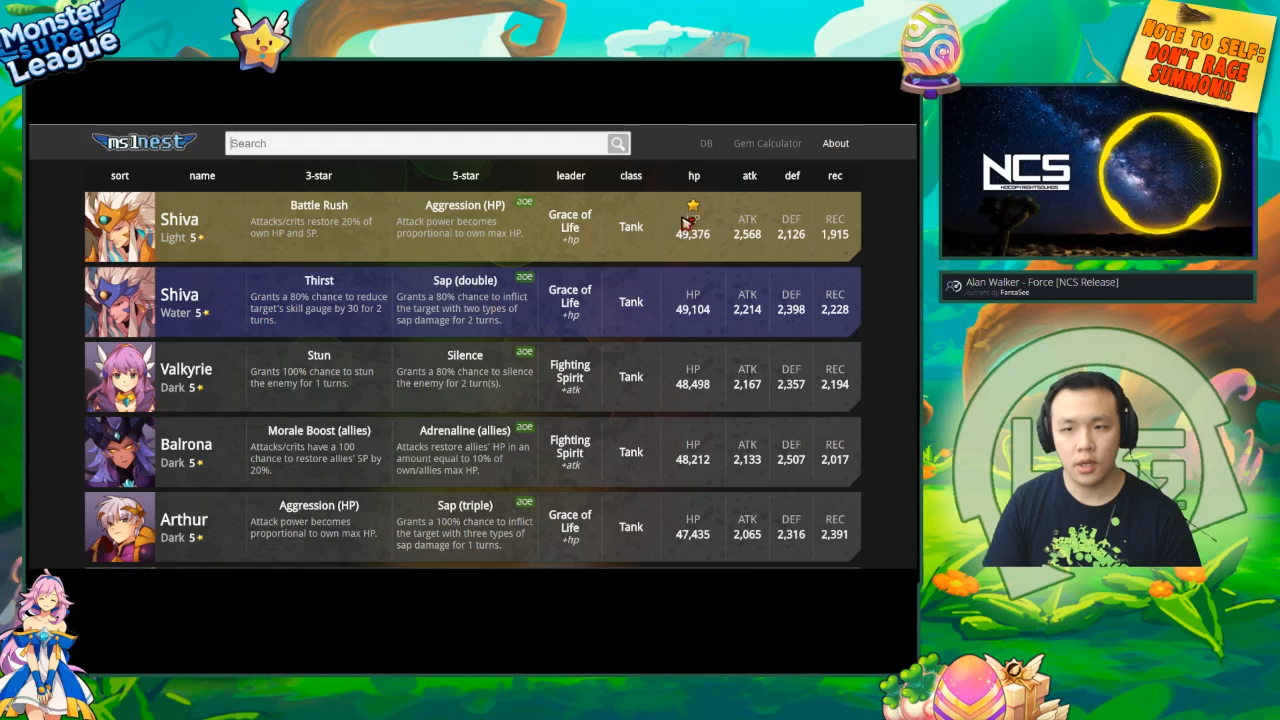 Monster
super
League
NOTE TO SELF:
DON'T RAGE
SUMMON!!
mslnest
Search
DB
Gem Calculator
About
sort
name
3-star
5-star
leader
class
hp
atk
def
rec
Shiva
Light 5
Battle Rush
Attacks/crits restore 20% of
own HP and SP.
Aggression (HP)
aoe
Attack power becomes
proportional to own max HP.
Grace of
Life
+hp
Tank
49,376
ATK
2,568
DEF
2,126
REC
1,915
Shiva
Water 5
Thirst
Grants a 80% chance to reduce
target's skill gauge by 30 for 2
turns.
Sap (double)
aoe
Grants a 80% chance to inflict
the target with two types of
sap damage for 2 turns.
Grace of
Life
+hp
Tank
HP
49,104
ATK
2,214
DEF
2,398
REC
2,228
Valkyrie
Dark 5
Stun
Grants 100% chance to stun
the enemy for 1 turns.
Silence
aoe
Grants a 80% chance to silence
the enemy for 2 turn(s).
Fighting
Spirit
+atk
Tank
HP
48,498
ATK
2,167
DEF
2,357
REC
2,194
Balrona
Dark 5
Morale Boost (allies)
Attacks/crits have a 100
chance to restore allies' SP by
20%.
Adrenaline (allies)
aoe
Attacks restore allies' HP in an
amount equal to 10% of
own/allies max HP.
Fighting
Spirit
+atk
Tank
HP
48,212
ATK
2,133
DEF
2,507
REC
2,017
Arthur
Dark 5
Aggression (HP)
Attack power becomes
proportional to own max HP.
Sap (triple)
aoe
Grants a 100% chance to inflict
the target with three types of
sap damage for 1 turns.
Grace of
Life
+hp
Tank
HP
47,435
ATK
2,065
DEF
2,316
REC
2,391
NCS
NOCOPYRIGHTSOUNDS
Alan Walker - Force [NCS Release]
current dj FantaSee